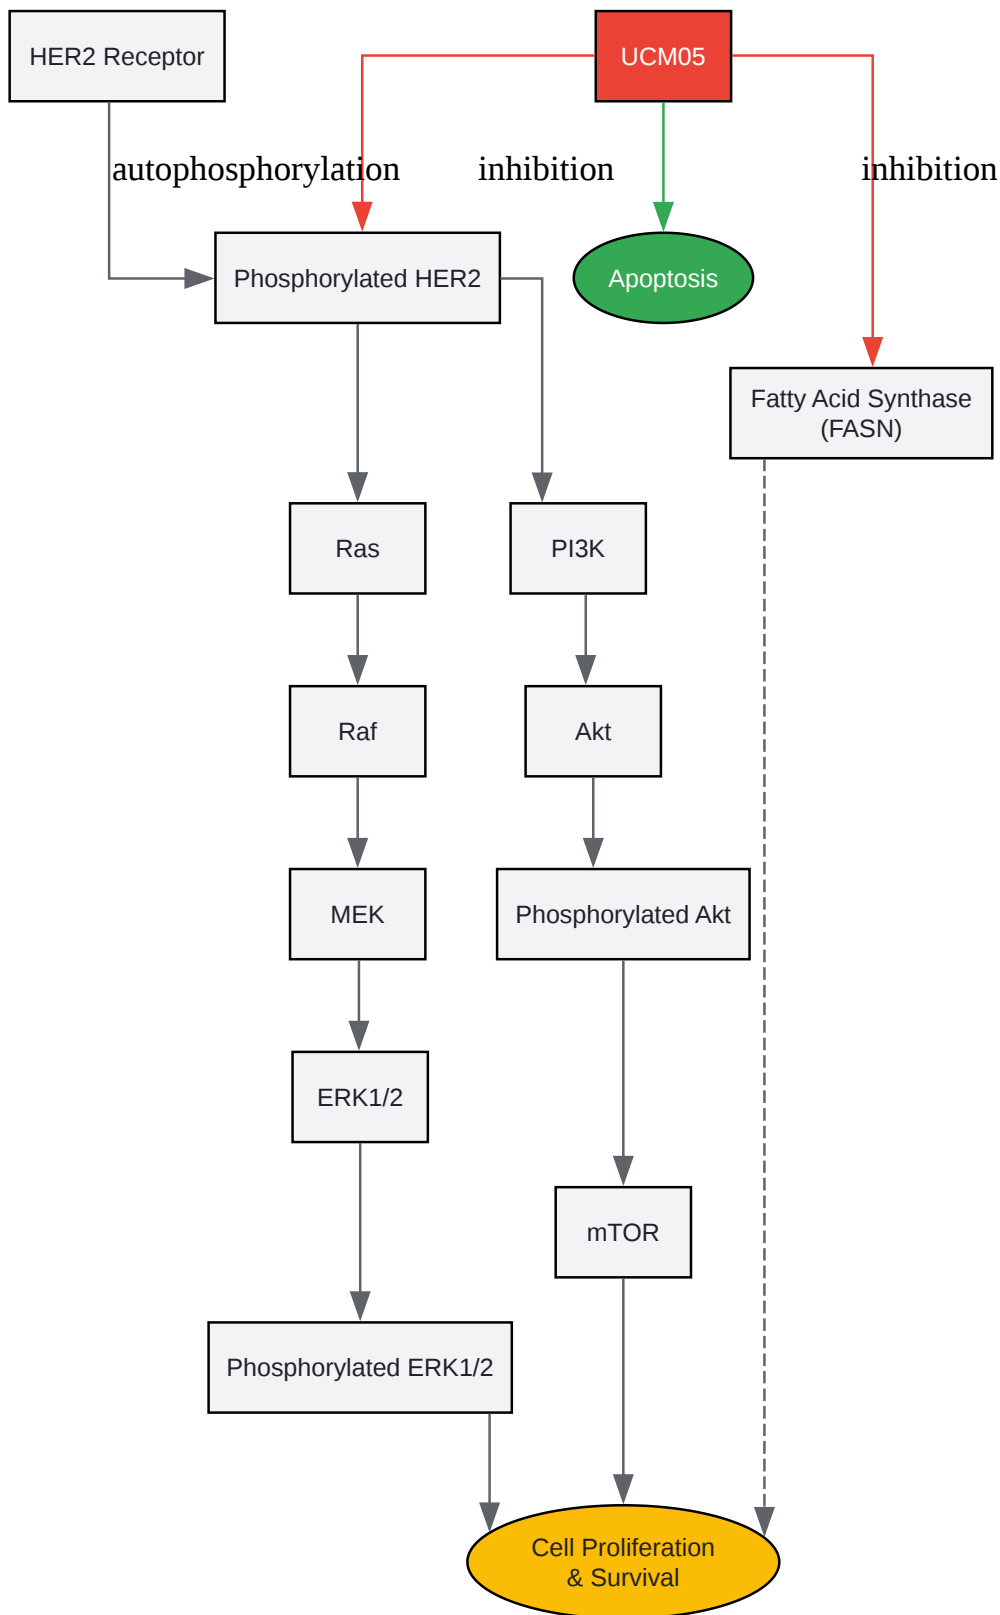 HER2 Receptor
UCM05
autophosphorylation
inhibition
inhibition
Phosphorylated HER2
Apoptosis
Fatty Acid Synthase
(FASN)
Ras
PI3K
Raf
Akt
MEK
Phosphorylated Akt
ERK1/2
mTOR
Phosphorylated ERK1/2
Cell Proliferation
& Survival